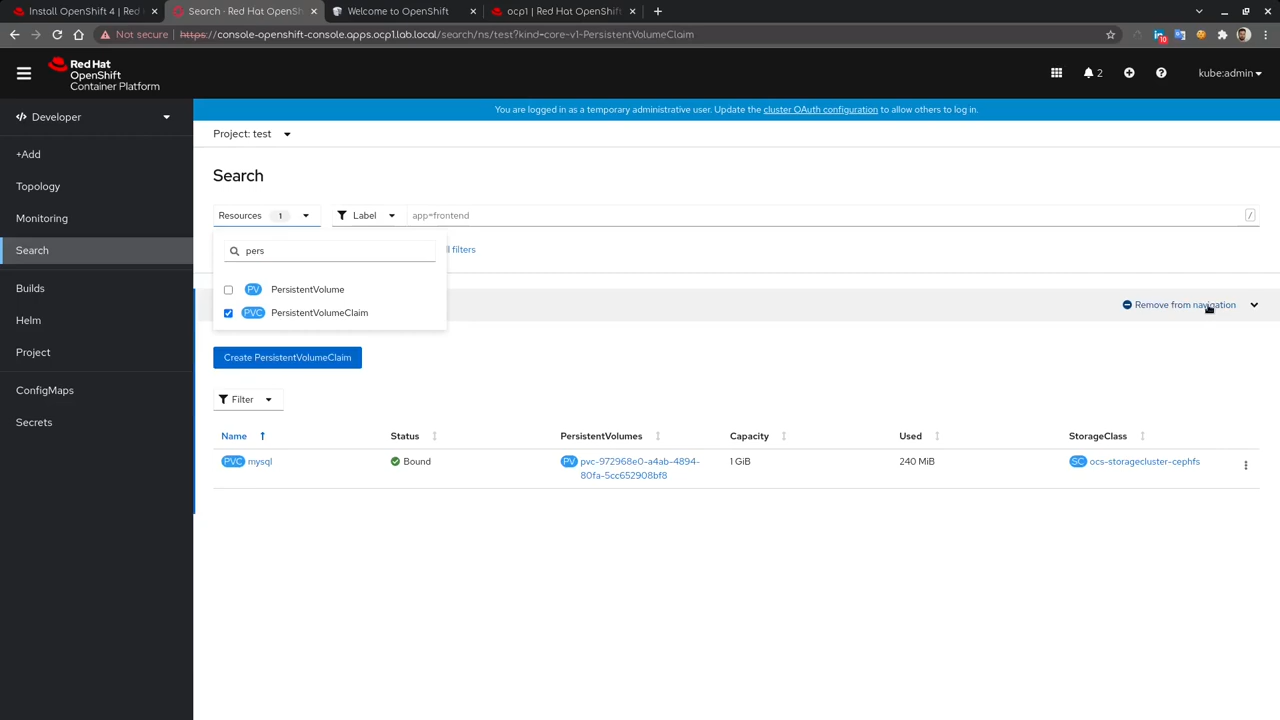 Install OpenShift 4 | Red
Search · Red Hat OpenSh
Welcome to OpenShift
ocp1 | Red Hat OpenShift
Not secure
https://console-openshift-console.apps.ocp1.lab.local/search/ns/test?kind=core~v1~PersistentVolumeClaim
10
Red Hat
OpenShift
Container Platform
2
kube:admin
You are logged in as a temporary administrative user. Update the cluster OAuth configuration to allow others to log in.
Developer
Project: test
+Add
Search
Topology
Resources 1
Label
app=frontend
/
Monitoring
pers
ll filters
Search
PV PersistentVolume
Builds
PVC PersistentVolumeClaim
Remove from navigation
Helm
Project
Create PersistentVolumeClaim
ConfigMaps
Filter
Secrets
Name Status PersistentVolumes Capacity Used StorageClass
PVC mysql Bound PV pvc-972968e0-a4ab-4894- 1 GiB 240 MiB SC ocs-storagecluster-cephfs
80fa-5cc652908bf8